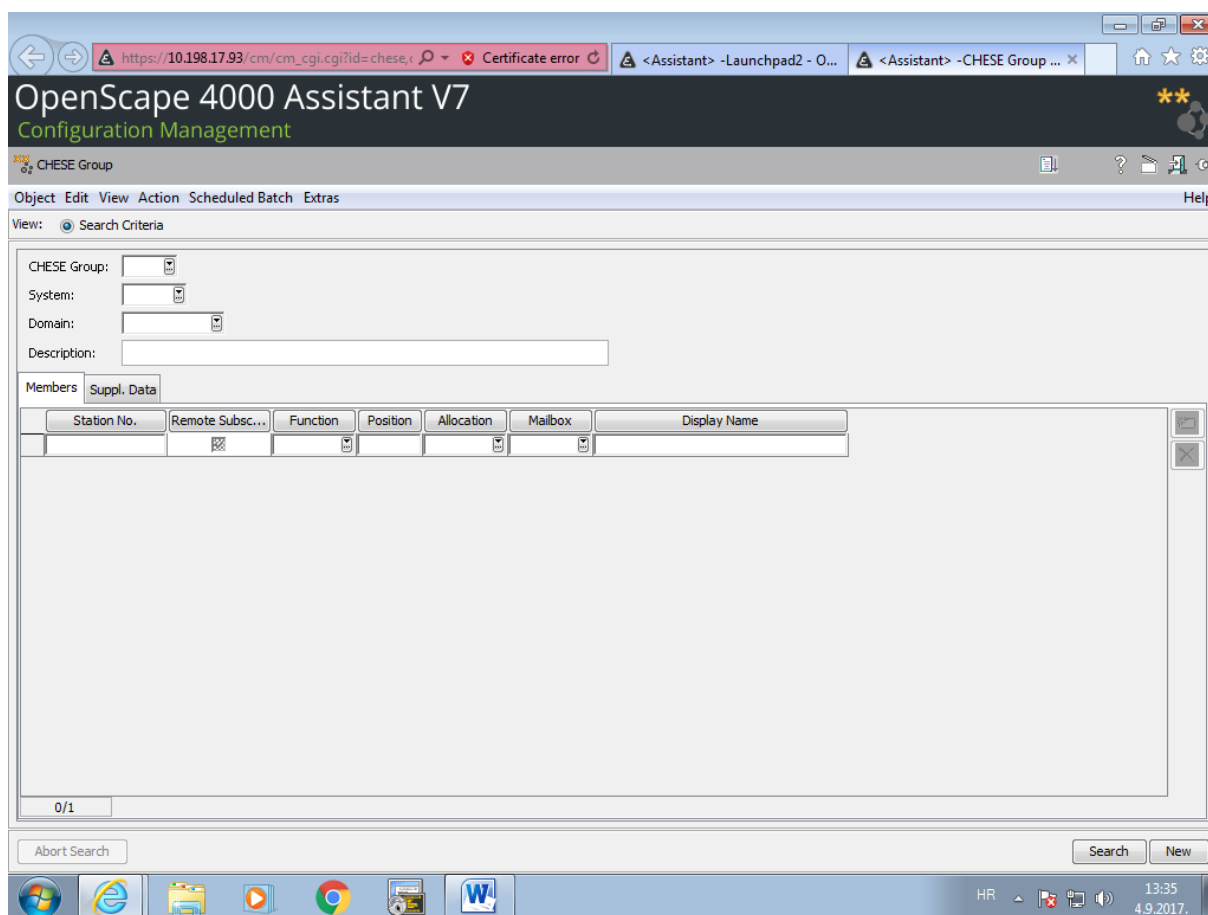 https://10.198.17.93/cm/cm_cgi.cgi?id=chese, Certificate error <Assistant> -Launchpad2 - O... <Assistant> -CHESE Group ...
OpenScape 4000 Assistant V7
Configuration Management
CHESE Group
Object Edit View Action Scheduled Batch Extras Help
View: Search Criteria
CHESE Group:
System:
Domain:
Description:
Members Suppl. Data
Station No. Remote Subsc... Function Position Allocation Mailbox Display Name
0/1
Abort Search Search New
HR 13:35
4.9.2017.